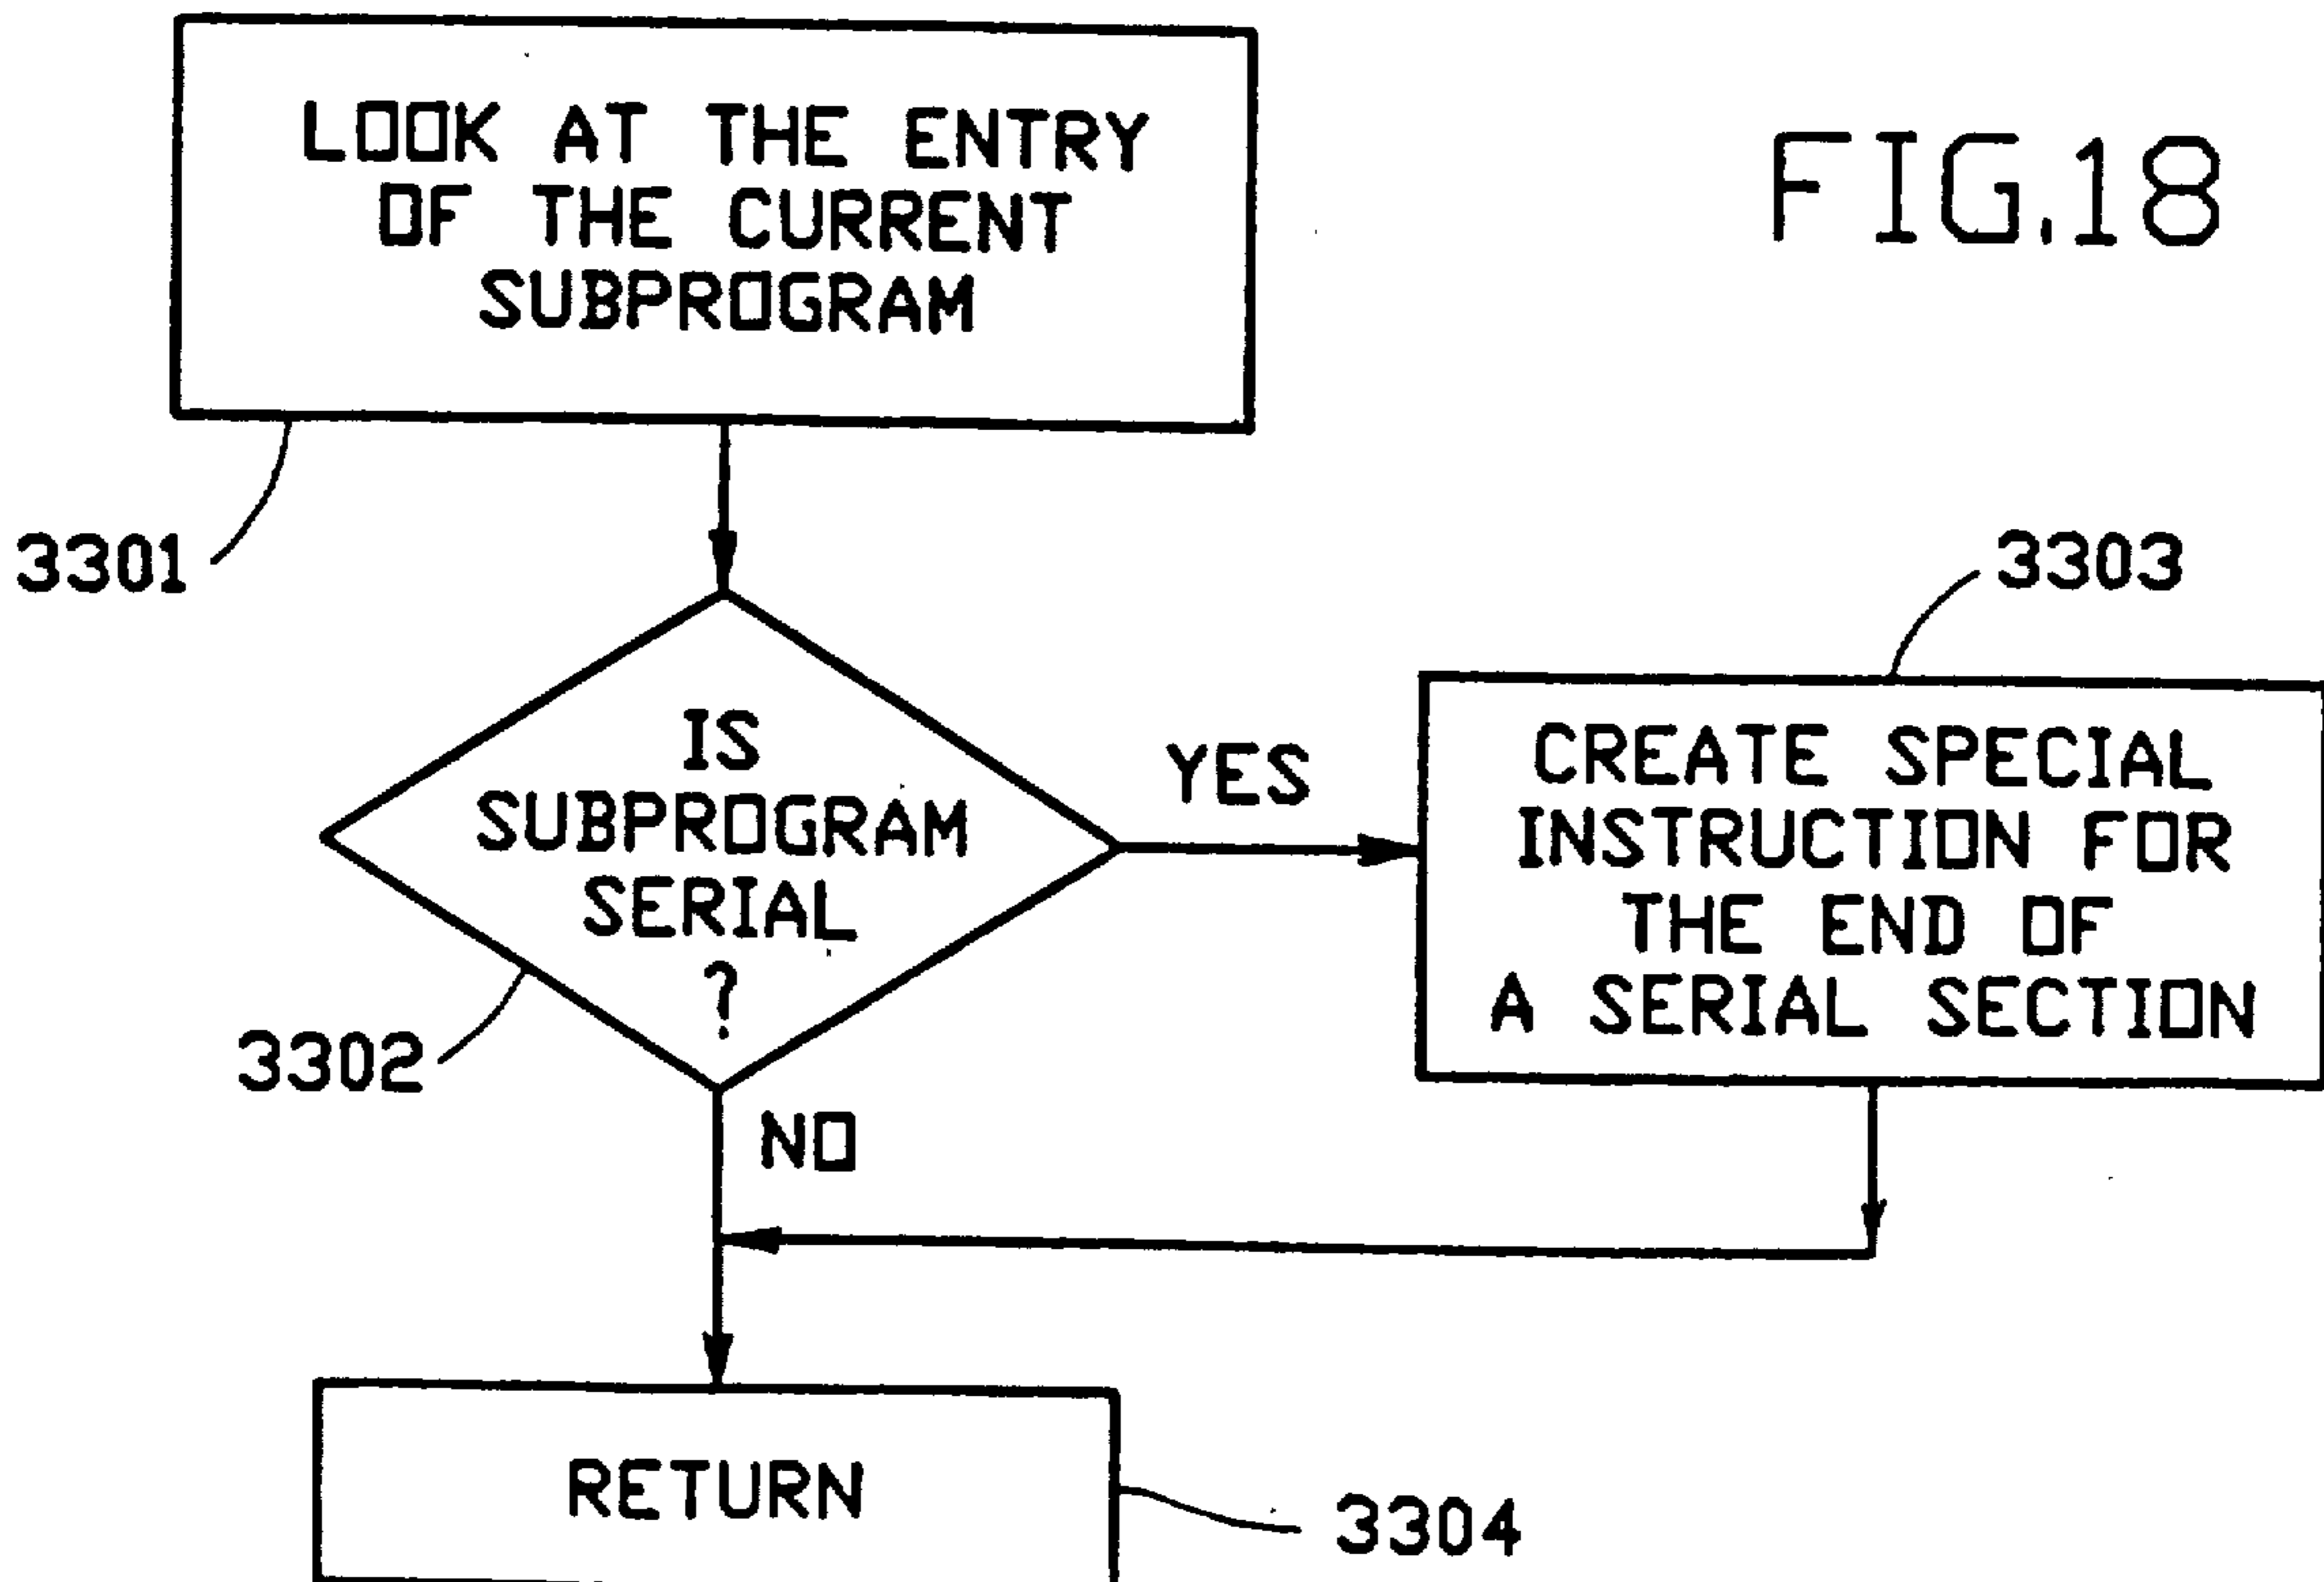 LOOK AT THE ENTRY
OF THE CURRENT
SUBPROGRAM
FIG.18
3301
3303
IS
SUBPROGRAM
SERIAL
?
YES
CREATE SPECIAL
INSTRUCTION FOR
THE END OF
A SERIAL SECTION
3302
NO
RETURN
3304